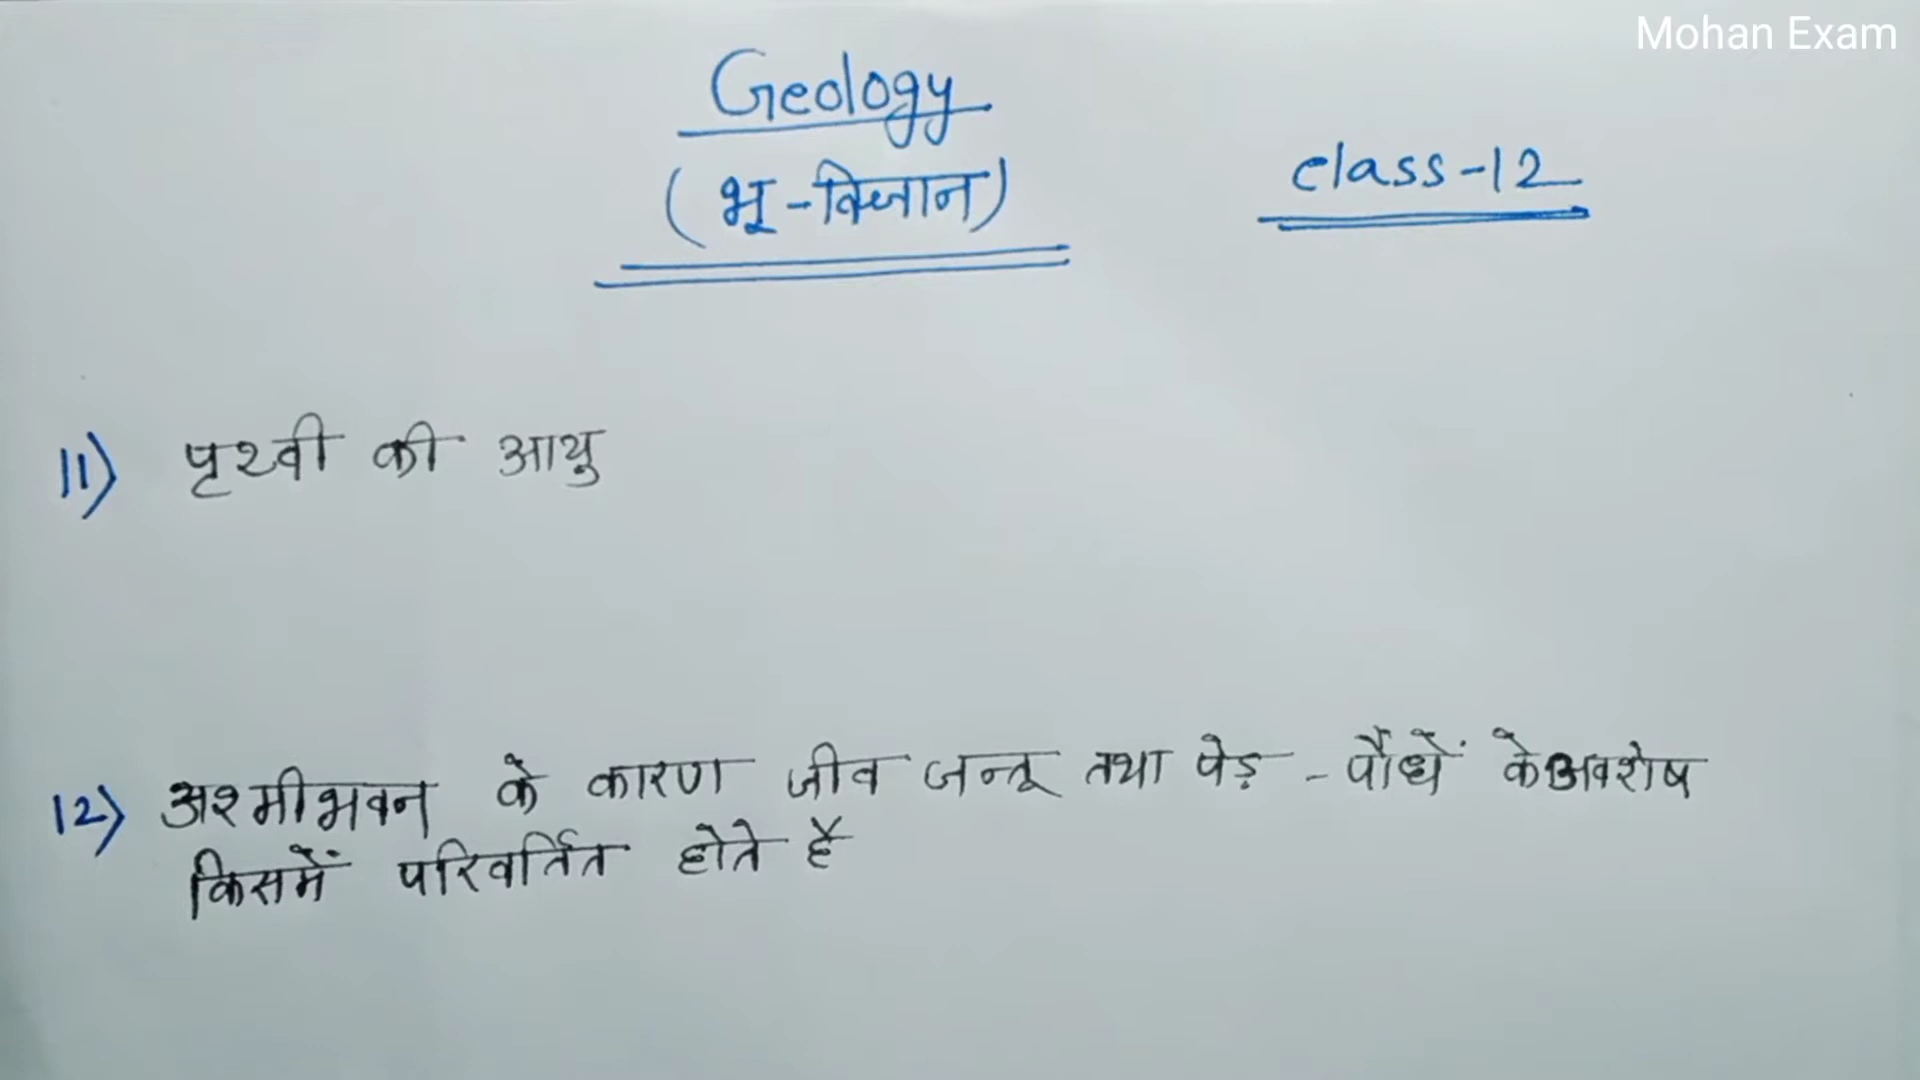 Mohan Exam
Geology
(भू-विज्ञान)
class-12
11) पृथ्वी की आयु
12) अश्मीभवन के कारण जीव जन्तू तथा पेड़ - पौधों के अवशेष
किसमें परिवर्तित होते है